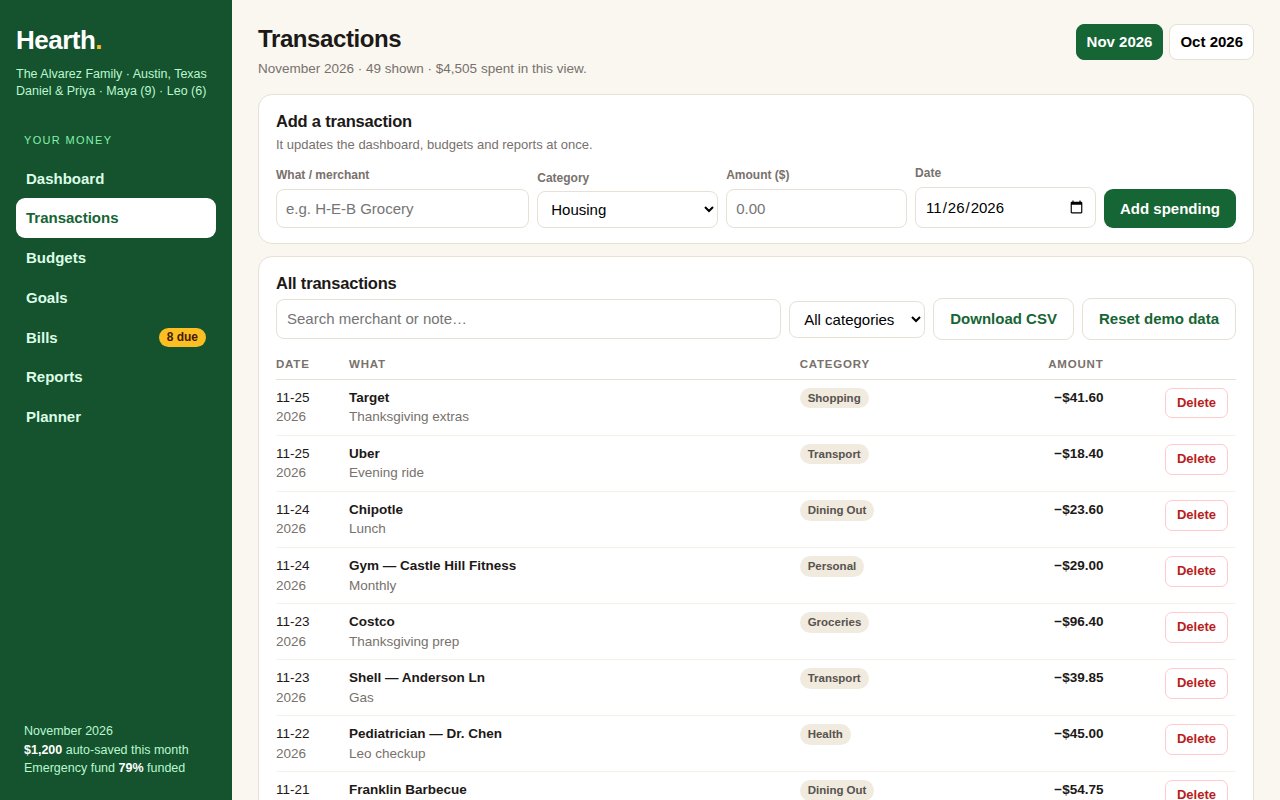 Hearth.
The Alvarez Family · Austin, Texas
Daniel & Priya · Maya (9) · Leo (6)
YOUR MONEY
Dashboard
Transactions
Budgets
Goals
Bills 8 due
Reports
Planner
November 2026
$1,200 auto-saved this month
Emergency fund 79% funded
Transactions
November 2026 · 49 shown · $4,505 spent in this view.
Nov 2026 Oct 2026
Add a transaction
It updates the dashboard, budgets and reports at once.
What / merchant Category Amount ($) Date
e.g. H-E-B Grocery Housing 0.00 11/26/2026 Add spending
All transactions
Search merchant or note… All categories Download CSV Reset demo data
DATE WHAT CATEGORY AMOUNT
11-25 Target Shopping −$41.60 Delete
2026 Thanksgiving extras
11-25 Uber Transport −$18.40 Delete
2026 Evening ride
11-24 Chipotle Dining Out −$23.60 Delete
2026 Lunch
11-24 Gym — Castle Hill Fitness Personal −$29.00 Delete
2026 Monthly
11-23 Costco Groceries −$96.40 Delete
2026 Thanksgiving prep
11-23 Shell — Anderson Ln Transport −$39.85 Delete
2026 Gas
11-22 Pediatrician — Dr. Chen Health −$45.00 Delete
2026 Leo checkup
11-21 Franklin Barbecue Dining Out −$54.75 Delete